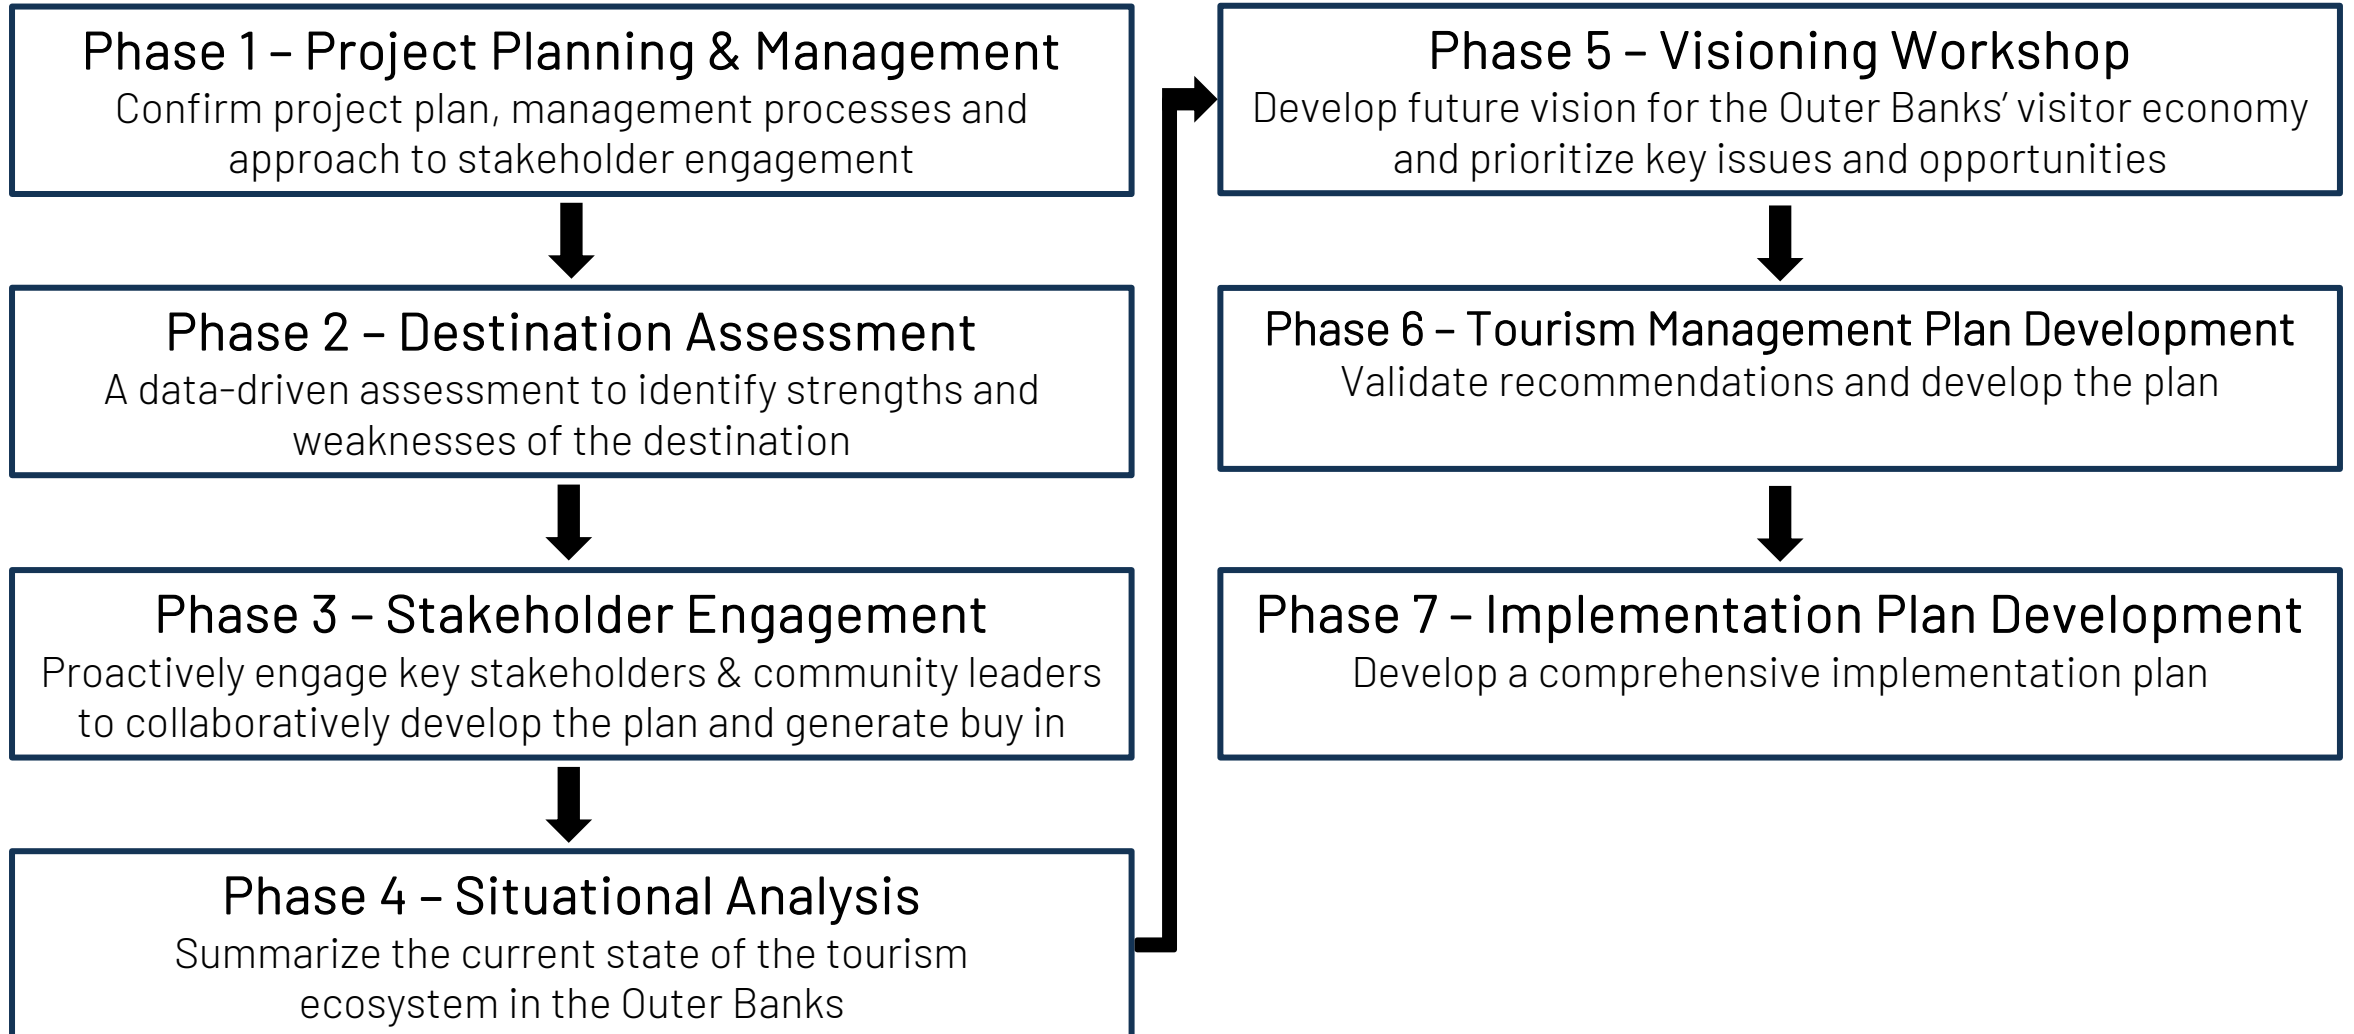 Phase 1 – Project Planning & Management
Confirm project plan, management processes and
approach to stakeholder engagement
Phase 2 – Destination Assessment
A data-driven assessment to identify strengths and
weaknesses of the destination
Phase 3 – Stakeholder Engagement
Proactively engage key stakeholders & community leaders
to collaboratively develop the plan and generate buy in
Phase 4 – Situational Analysis
Summarize the current state of the tourism
ecosystem in the Outer Banks
Phase 5 – Visioning Workshop
Develop future vision for the Outer Banks’ visitor economy
and prioritize key issues and opportunities
Phase 6 – Tourism Management Plan Development
Validate recommendations and develop the plan
Phase 7 – Implementation Plan Development
Develop a comprehensive implementation plan